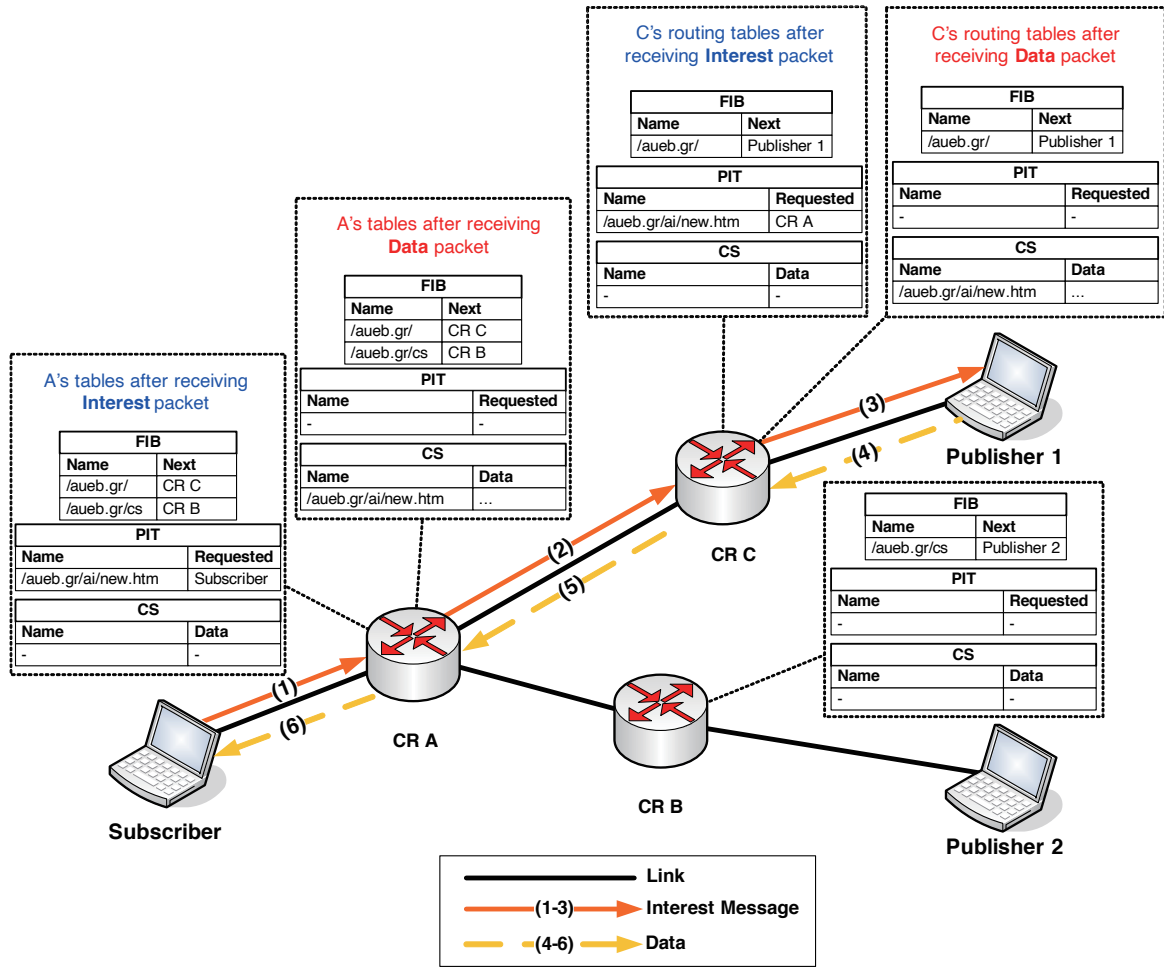 C's routing tables after
receiving Interest packet
FIB
Name Next
/aueb.gr/ Publisher 1
PIT
Name Requested
/aueb.gr/ai/new.htm CR A
CS
Name Data
- -
C's routing tables after
receiving Data packet
FIB
Name Next
/aueb.gr/ Publisher 1
PIT
Name Requested
- -
CS
Name Data
/aueb.gr/ai/new.htm ...
A's tables after receiving
Data packet
FIB
Name Next
/aueb.gr/ CR C
/aueb.gr/cs CR B
PIT
Name Requested
- -
CS
Name Data
/aueb.gr/ai/new.htm ...
A's tables after receiving
Interest packet
FIB
Name Next
/aueb.gr/ CR C
/aueb.gr/cs CR B
PIT
Name Requested
/aueb.gr/ai/new.htm Subscriber
CS
Name Data
- -
(3)
(4)
Publisher 1
CR C
(2)
(5)
FIB
Name Next
/aueb.gr/cs Publisher 2
PIT
Name Requested
- -
CS
Name Data
- -
(1)
(6)
CR A
CR B
Subscriber
Publisher 2
Link
(1-3) Interest Message
(4-6) Data